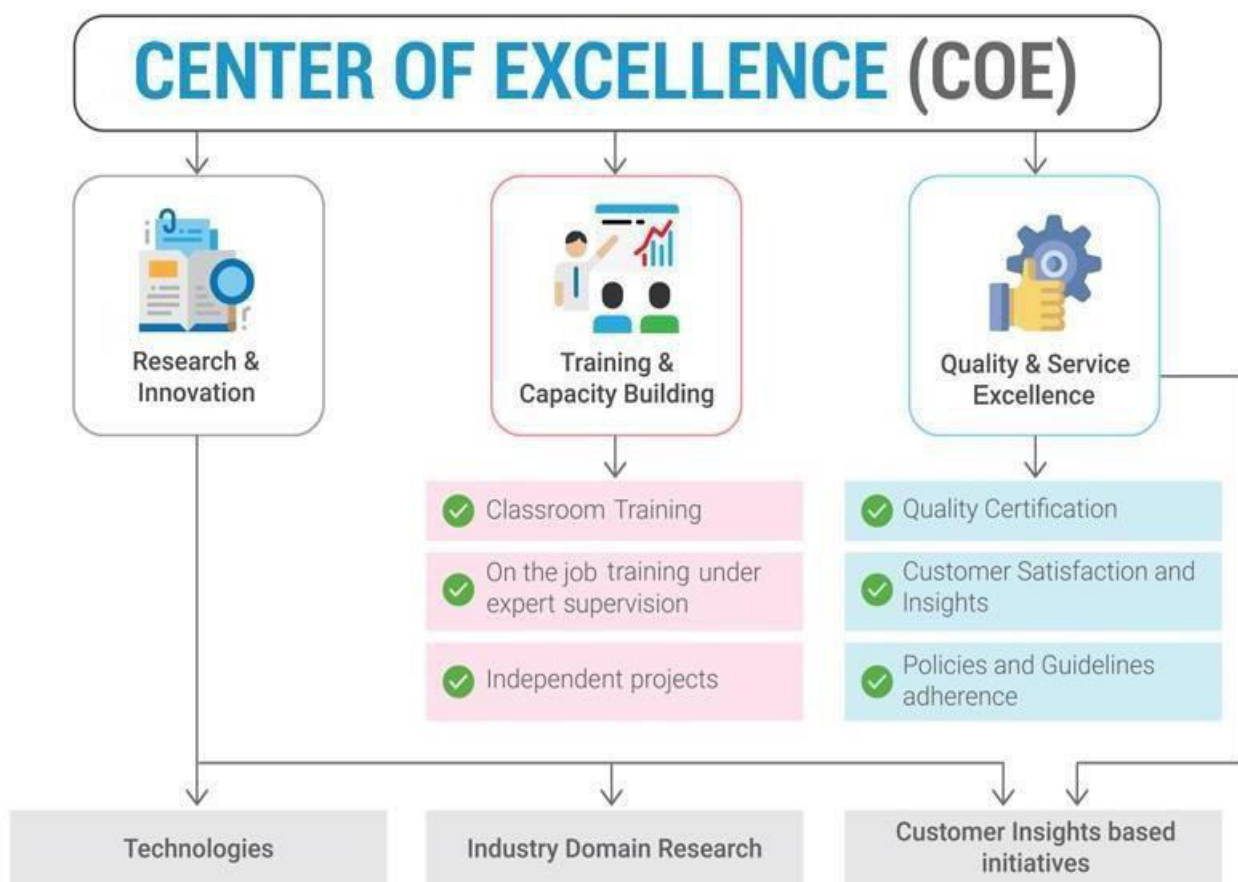 CENTER OF EXCELLENCE (COE)
Research &
Innovation
Training &
Capacity Building
Quality & Service
Excellence
Classroom Training
On the job training under
expert supervision
Independent projects
Quality Certification
Customer Satisfaction and
Insights
Policies and Guidelines
adherence
Technologies
Industry Domain Research
Customer Insights based
initiatives